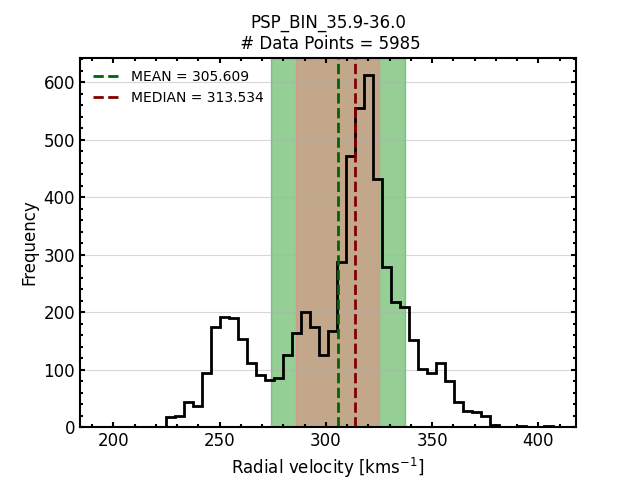 PSP_BIN_35.9-36.0
# Data Points = 5985
MEAN = 305.609
MEDIAN = 313.534
600
500
400
300
200
100
0
Frequency
200 250 300 350 400
Radial velocity [kms⁻¹]